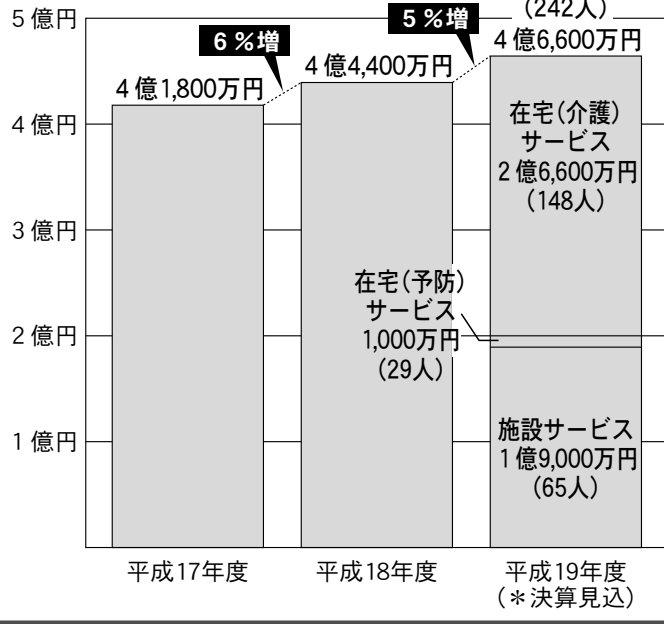 5億円
4億円
3億円
2億円
1億円
4億1,800万円
6%増
4億4,400万円
5%増
(242人)
4億6,600万円
在宅(介護)
サービス
2億6,600万円
(148人)
在宅(予防)
サービス
1,000万円
(29人)
施設サービス
1億9,000万円
(65人)
平成17年度
平成18年度
平成19年度
(＊決算見込)